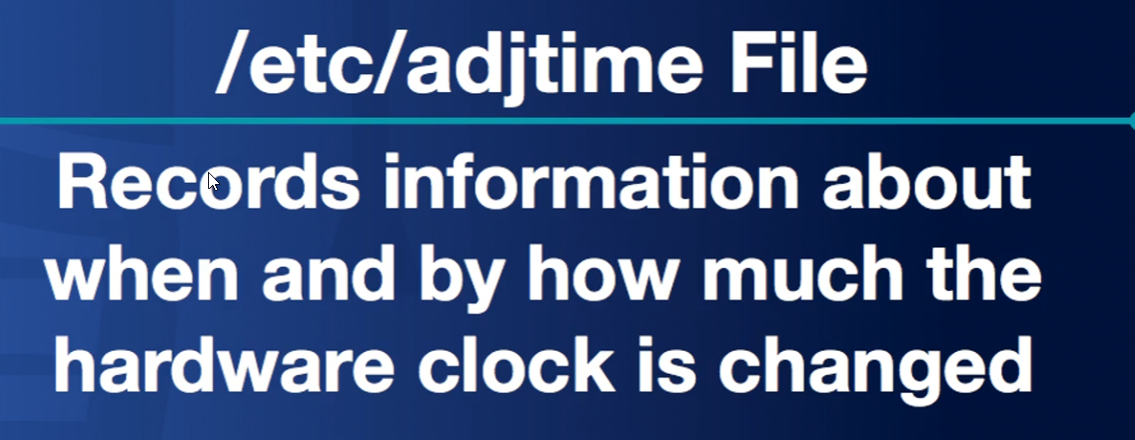 /etc/adjtime File
Records information about
when and by how much the
hardware clock is changed